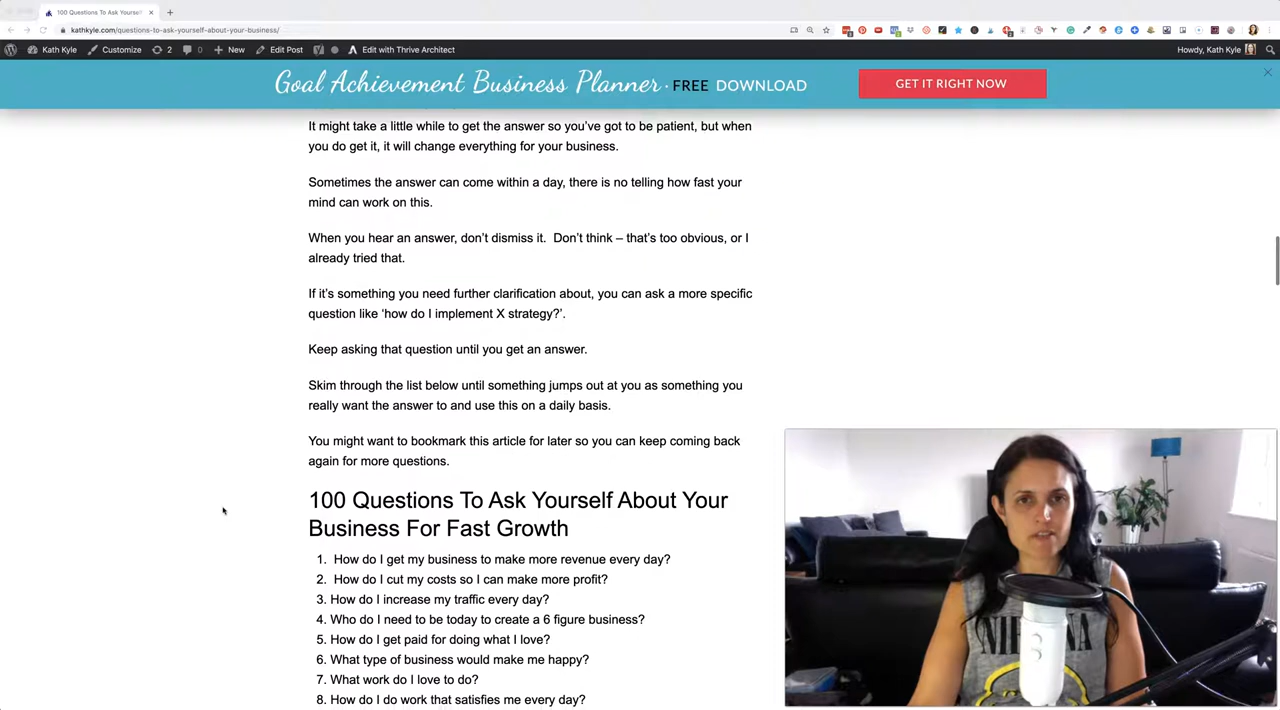 100 Questions To Ask Yourself
kathkyle.com/questions-to-ask-yourself-about-your-business/
Kath Kyle Customize 2 0 New Edit Post Edit with Thrive Architect Howdy, Kath Kyle
Goal Achievement Business Planner · FREE DOWNLOAD GET IT RIGHT NOW
It might take a little while to get the answer so you’ve got to be patient, but when
you do get it, it will change everything for your business.
Sometimes the answer can come within a day, there is no telling how fast your
mind can work on this.
When you hear an answer, don’t dismiss it. Don’t think – that’s too obvious, or I
already tried that.
If it’s something you need further clarification about, you can ask a more specific
question like ‘how do I implement X strategy?’.
Keep asking that question until you get an answer.
Skim through the list below until something jumps out at you as something you
really want the answer to and use this on a daily basis.
You might want to bookmark this article for later so you can keep coming back
again for more questions.
100 Questions To Ask Yourself About Your
Business For Fast Growth
1. How do I get my business to make more revenue every day?
2. How do I cut my costs so I can make more profit?
3. How do I increase my traffic every day?
4. Who do I need to be today to create a 6 figure business?
5. How do I get paid for doing what I love?
6. What type of business would make me happy?
7. What work do I love to do?
8. How do I do work that satisfies me every day?